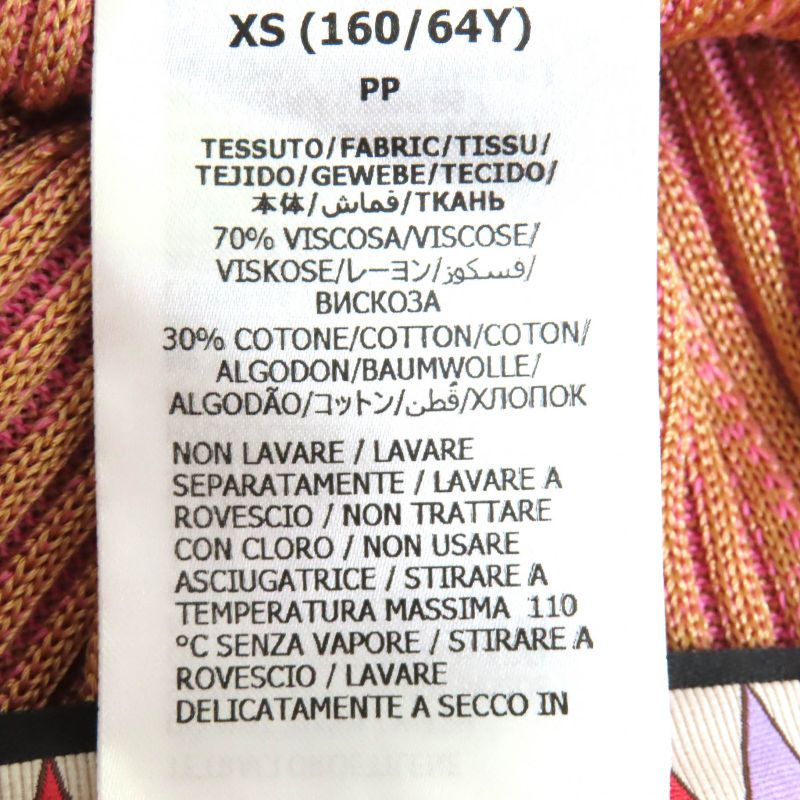 XS (160/64Y)
PP
TESSUTO/FABRIC/TISSU/
TEJIDO/GEWEBE/TECIDO/
本体/قماش/ТКАНЬ
70% VISCOSA/VISCOSE/
VISKOSE/レーヨン/فسكوز/
ВИСКОЗА
30% COTONE/COTTON/COTON/
ALGODON/BAUMWOLLE/
ALGODÃO/コットン/قُطن/ХЛОПОК
NON LAVARE / LAVARE
SEPARATAMENTE / LAVARE A
ROVESCIO / NON TRATTARE
CON CLORO / NON USARE
ASCIUGATRICE / STIRARE A
TEMPERATURA MASSIMA 110
°C SENZA VAPORE / STIRARE A
ROVESCIO / LAVARE
DELICATAMENTE A SECCO IN